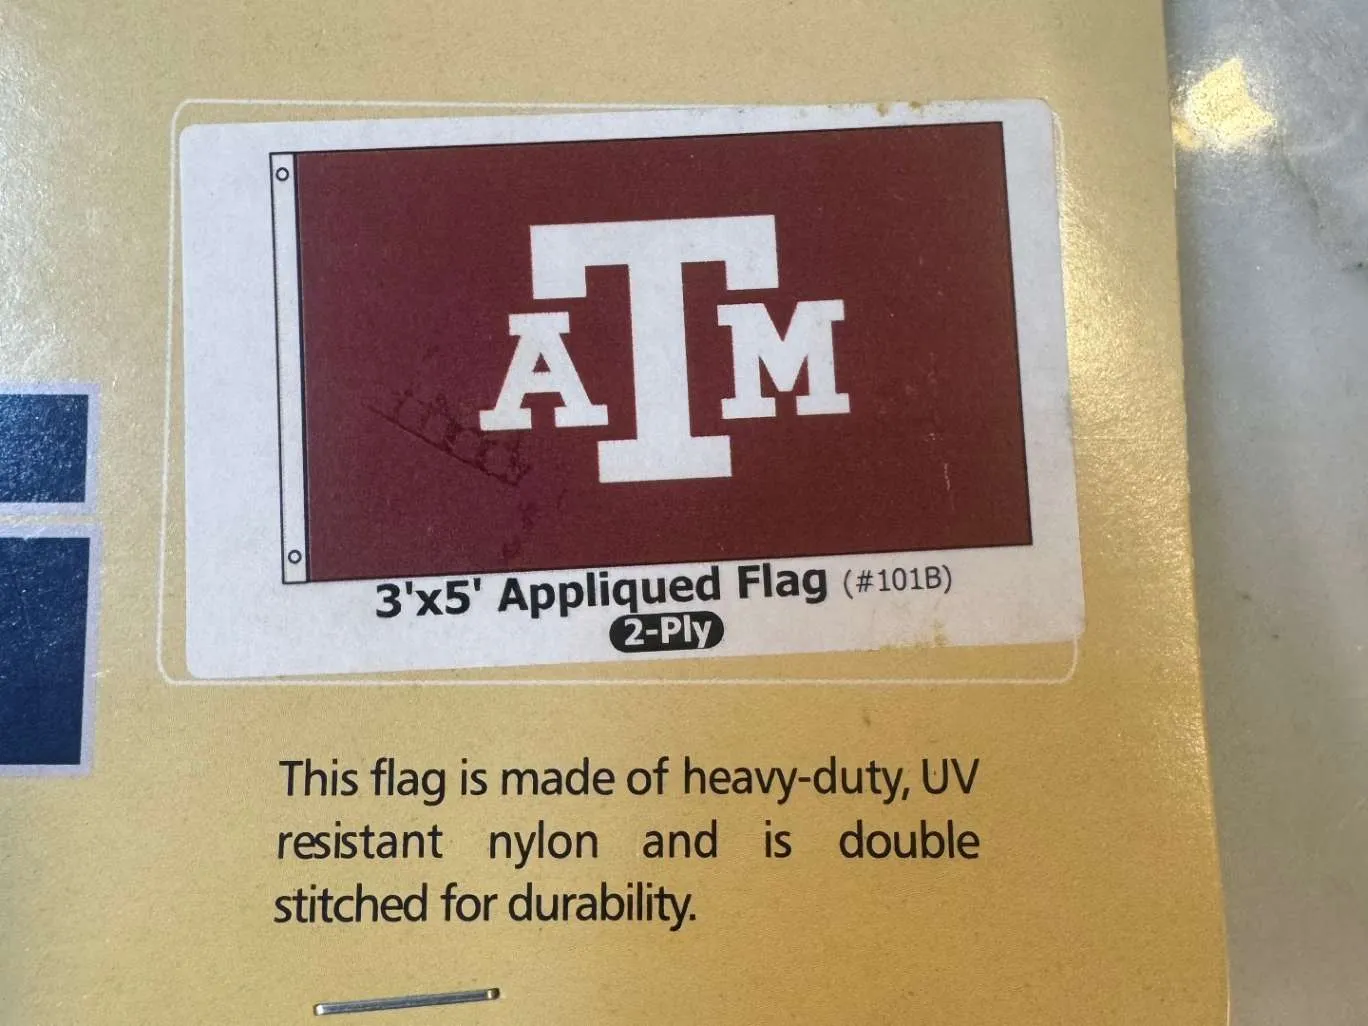 ATM
3'x5' Appliqued Flag (#101B)
2-Ply
This flag is made of heavy-duty, UV
resistant nylon and is double
stitched for durability.